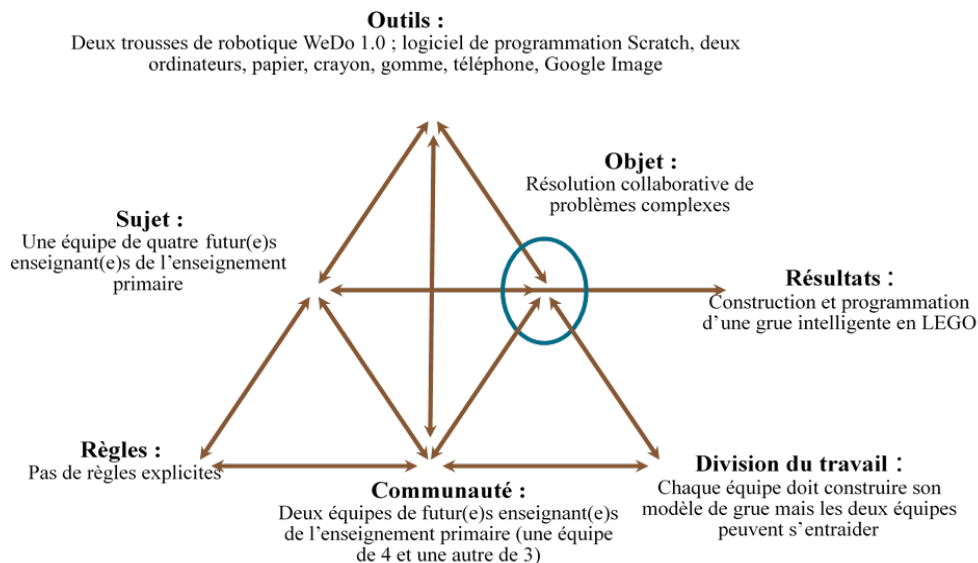 Outils :
Deux trousses de robotique WeDo 1.0 ; logiciel de programmation Scratch, deux
ordinateurs, papier, crayon, gomme, téléphone, Google Image
Objet :
Résolution collaborative de
problèmes complexes
Sujet :
Une équipe de quatre futur(e)s
enseignant(e)s de l’enseignement
primaire
Résultats :
Construction et programmation
d’une grue intelligente en LEGO
Règles :
Pas de règles explicites
Communauté :
Deux équipes de futur(e)s enseignant(e)s
de l’enseignement primaire (une équipe
de 4 et une autre de 3)
Division du travail :
Chaque équipe doit construire son
modèle de grue mais les deux équipes
peuvent s’entraider